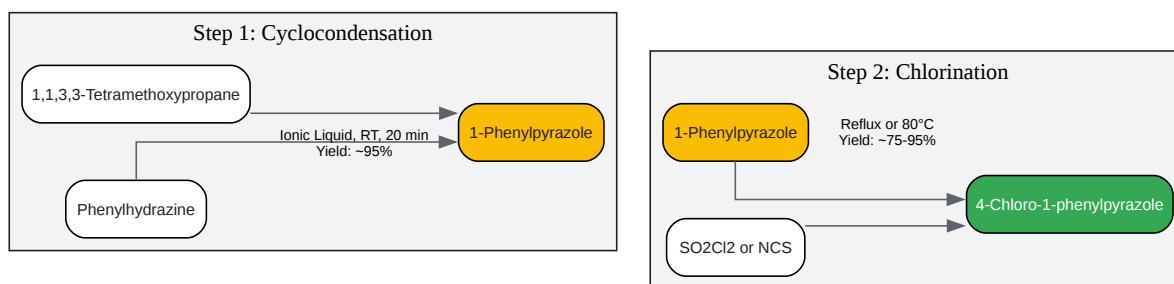 Step 1: Cyclocondensation
1,1,3,3-Tetramethoxypropane
Ionic Liquid, RT, 20 min
Yield: ~95%
1-Phenylpyrazole
Phenylhydrazine
Step 2: Chlorination
1-Phenylpyrazole
Reflux or 80°C
Yield: ~75-95%
4-Chloro-1-phenylpyrazole
SO2Cl2 or NCS